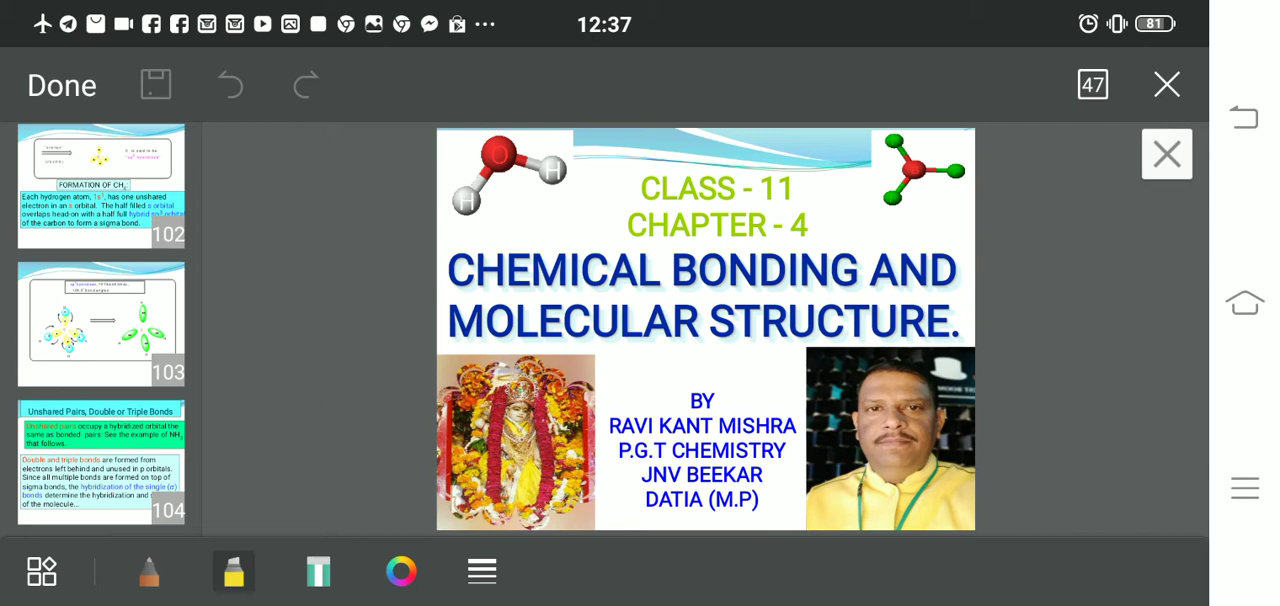 12:37
81
Done
47
C is said to be
"sp³ hybridized"
FORMATION OF CH₄:
Each hydrogen atom, 1s¹, has one unshared
electron in an s orbital. The half filled s orbital
overlaps head-on with a half full hybrid sp³ orbital
of the carbon to form a sigma bond.
102
103
Unshared Pairs, Double or Triple Bonds
Unshared pairs occupy a hybridized orbital the
same as bonded pairs: See the example of NH₃
that follows.
Double and triple bonds are formed from
electrons left behind and unused in p orbitals.
Since all multiple bonds are formed on top of
sigma bonds, the hybridization of the single (σ)
bonds determine the hybridization and
of the molecule...
104
O
H
H
CLASS - 11
CHAPTER - 4
CHEMICAL BONDING AND
MOLECULAR STRUCTURE.
BY
RAVI KANT MISHRA
P.G.T CHEMISTRY
JNV BEEKAR
DATIA (M.P)